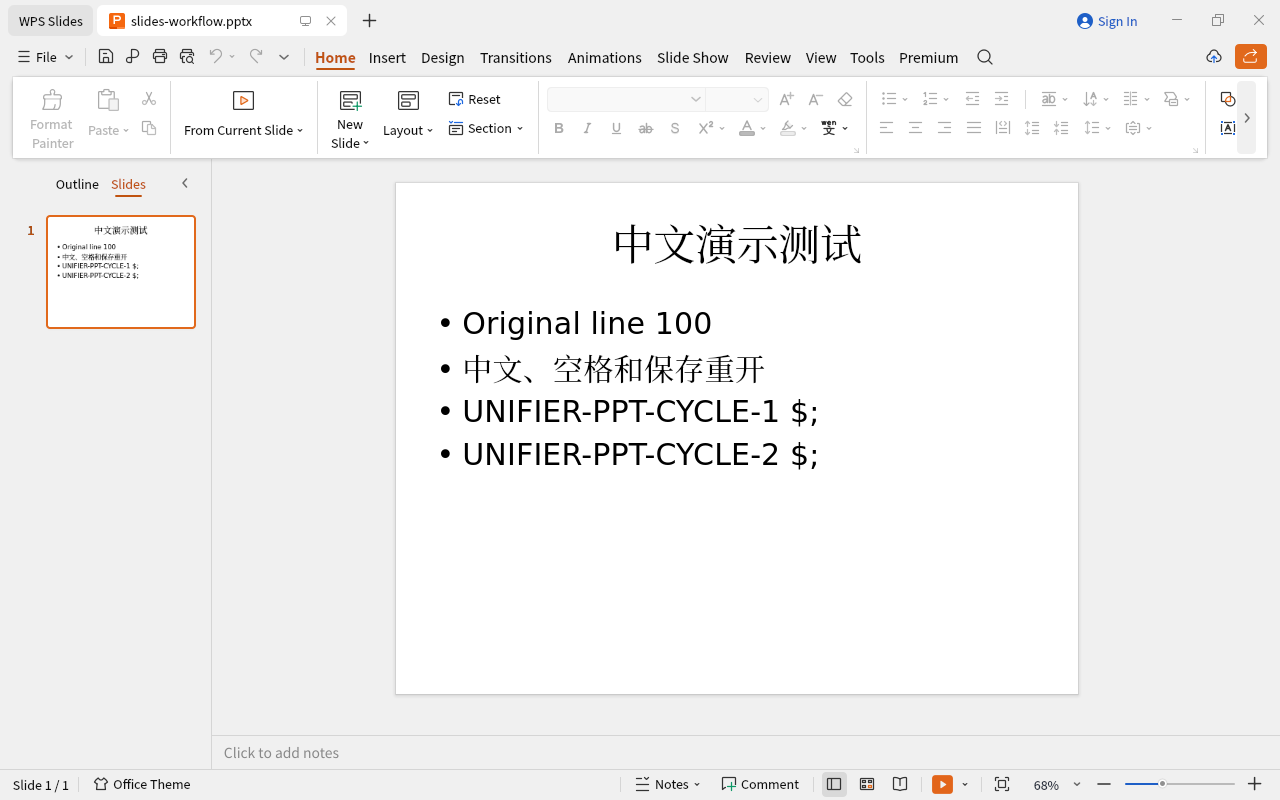 WPS Slides
slides-workflow.pptx
Sign In
File
Home Insert Design Transitions Animations Slide Show Review View Tools Premium
Format Painter
Paste
From Current Slide
New Slide
Layout
Reset
Section
Outline Slides
1
中文演示测试
• Original line 100
• 中文、空格和保存重开
• UNIFIER-PPT-CYCLE-1 $;
• UNIFIER-PPT-CYCLE-2 $;
中文演示测试
• Original line 100
• 中文、空格和保存重开
• UNIFIER-PPT-CYCLE-1 $;
• UNIFIER-PPT-CYCLE-2 $;
Click to add notes
Slide 1 / 1
Office Theme
Notes
Comment
68%